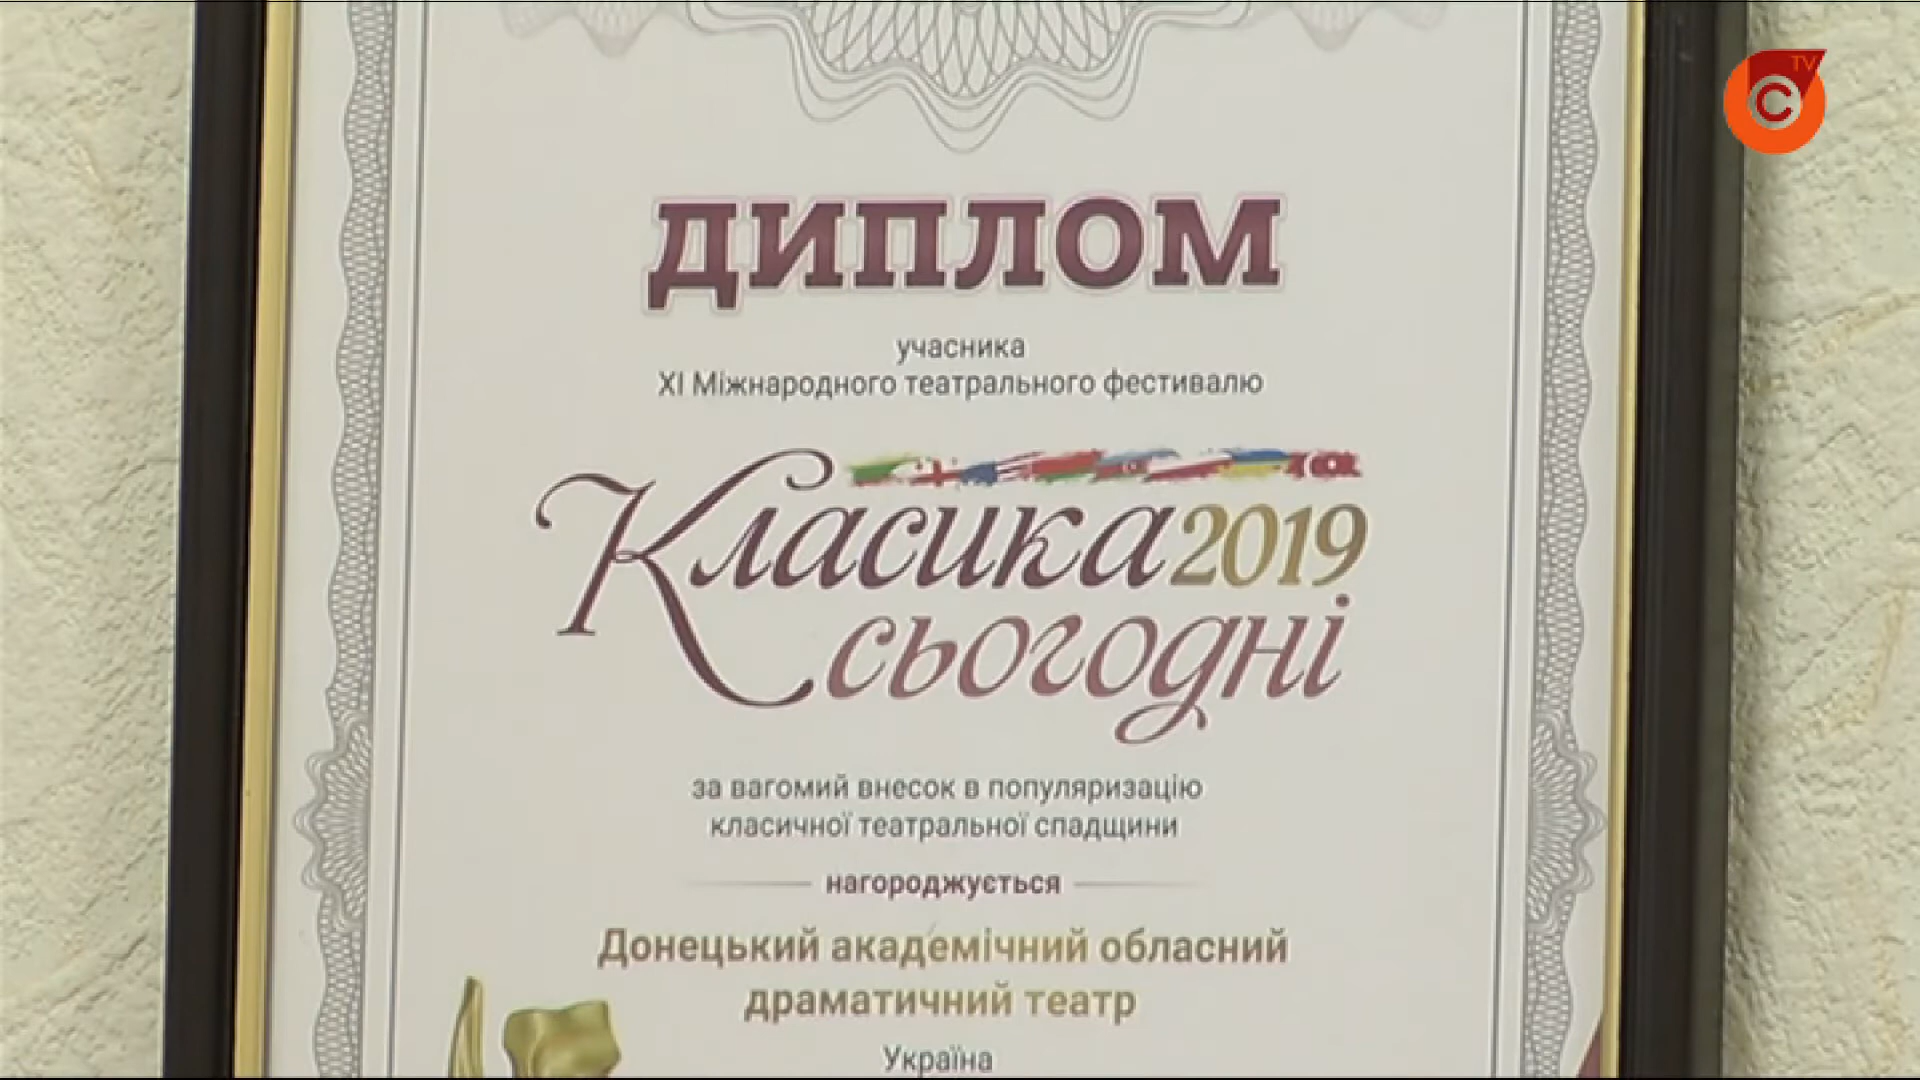 TV
C
ДИПЛОМ
учасника
XI Міжнародного театрального фестивалю
Класика 2019
сьогодні
за вагомий внесок в популяризацію
класичної театральної спадщини
нагороджується
Донецький академічний обласний
драматичний театр
Україна